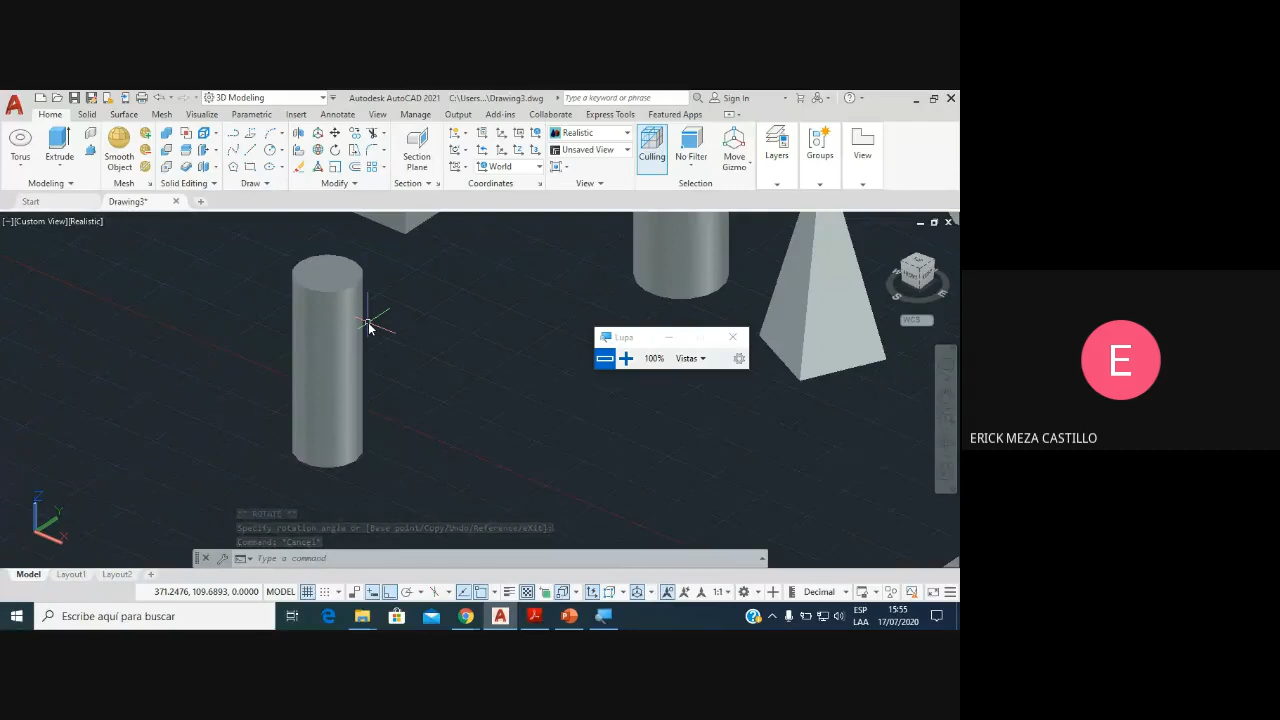 3D Modeling
Autodesk AutoCAD 2021 C:\Users...\Drawing3.dwg
Type a keyword or phrase
Sign In
Home Solid Surface Mesh Visualize Parametric Insert Annotate View Manage Output Add-ins Collaborate Express Tools Featured Apps
Torus
Extrude
Smooth
Object
Section
Plane
World
Realistic
Unsaved View
Culling
No Filter
Move
Gizmo
Layers
Groups
View
Modeling
Mesh
Solid Editing
Draw
Modify
Section
Coordinates
View
Selection
Start
Drawing3*
[−][Custom View][Realistic]
Lupa
100%
Vistas
S
E
WCS
Z
Y
X
** ROTATE **
Specify rotation angle or [Base point/Copy/Undo/Reference/eXit]:
Command: *Cancel*
Type a command
Model
Layout1
Layout2
371.2476, 109.6893, 0.0000
MODEL
1:1
Decimal
Escribe aquí para buscar
ESP
LAA
15:55
17/07/2020
E
ERICK MEZA CASTILLO